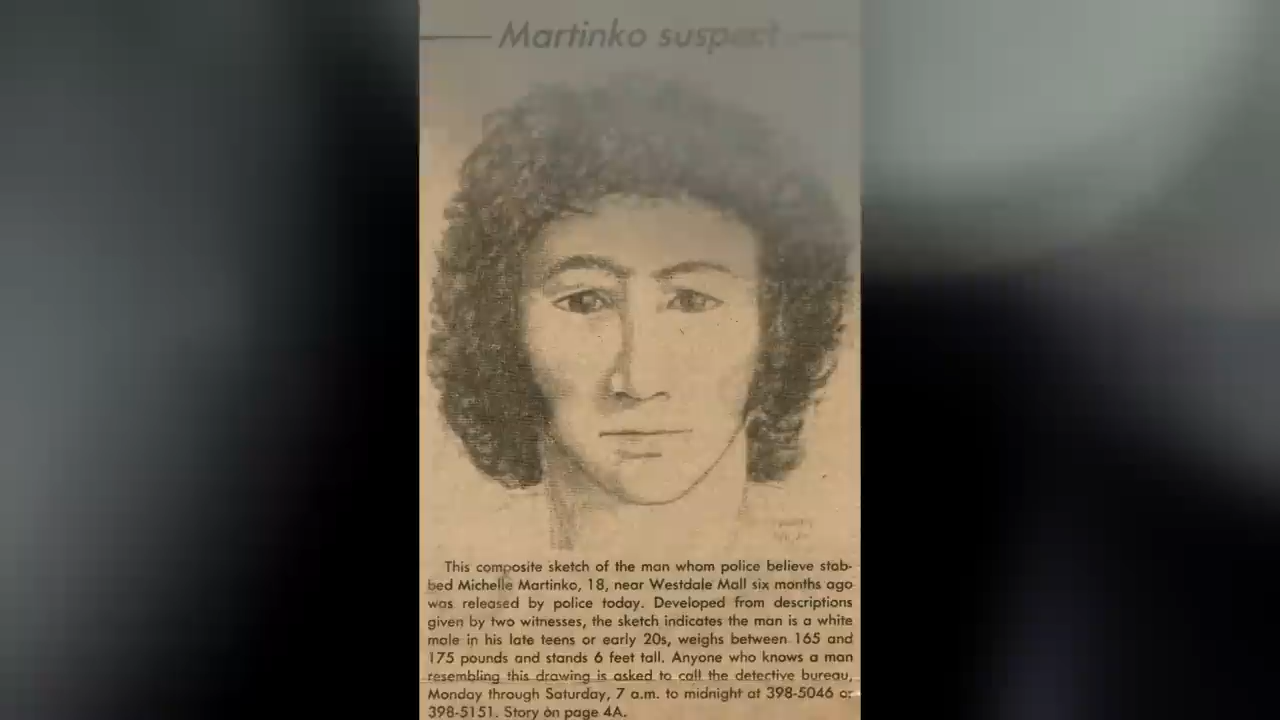 Martinko suspect
This composite sketch of the man whom police believe stab-
bed Michelle Martinko, 18, near Westdale Mall six months ago
was released by police today. Developed from descriptions
given by two witnesses, the sketch indicates the man is a white
male in his late teens or early 20s, weighs between 165 and
175 pounds and stands 6 feet tall. Anyone who knows a man
resembling this drawing is asked to call the detective bureau,
Monday through Saturday, 7 a.m. to midnight at 398-5046 or
398-5151. Story on page 4A.